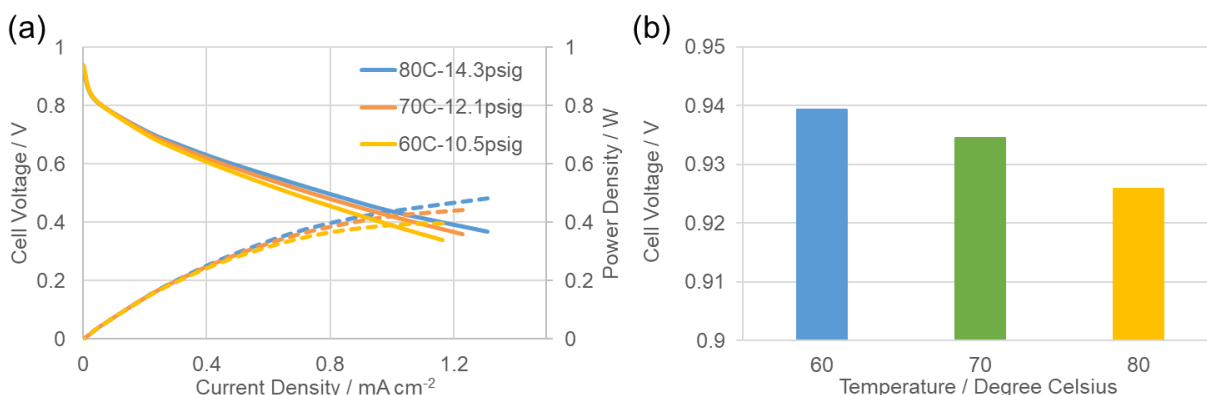 (a)
1
0.8
0.6
0.4
0.2
0
Cell Voltage / V
0
0.4
0.8
1.2
Current Density / mA cm⁻²
1
0.8
0.6
0.4
0.2
0
Power Density / W
80C-14.3psig
70C-12.1psig
60C-10.5psig
(b)
0.95
0.94
0.93
0.92
0.91
0.9
Cell Voltage / V
60
70
80
Temperature / Degree Celsius